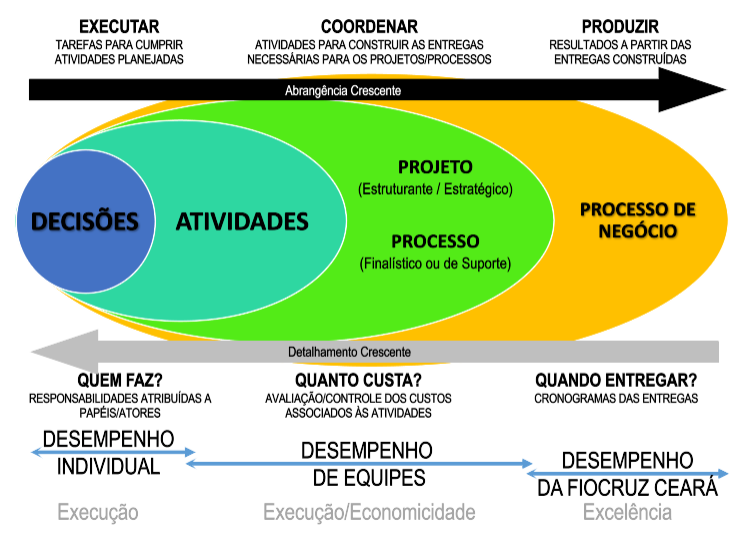 EXECUTAR
TAREFAS PARA CUMPRIR
ATIVIDADES PLANEJADAS
COORDENAR
ATIVIDADES PARA CONSTRUIR AS ENTREGAS
NECESSÁRIAS PARA OS PROJETOS/PROCESSOS
PRODUZIR
RESULTADOS A PARTIR DAS
ENTREGAS CONSTRUÍDAS
Abrangência Crescente
DECISÕES
ATIVIDADES
PROJETO
(Estruturante / Estratégico)
PROCESSO
(Finalístico ou de Suporte)
PROCESSO DE
NEGÓCIO
Detalhamento Crescente
QUEM FAZ?
RESPONSABILIDADES ATRIBUÍDAS A
PAPÉIS/ATORES
QUANTO CUSTA?
AVALIAÇÃO/CONTROLE DOS CUSTOS
ASSOCIADOS ÀS ATIVIDADES
QUANDO ENTREGAR?
CRONOGRAMAS DAS ENTREGAS
DESEMPENHO
INDIVIDUAL
DESEMPENHO
DE EQUIPES
DESEMPENHO
DA FIOCRUZ CEARÁ
Execução
Execução/Economicidade
Excelência